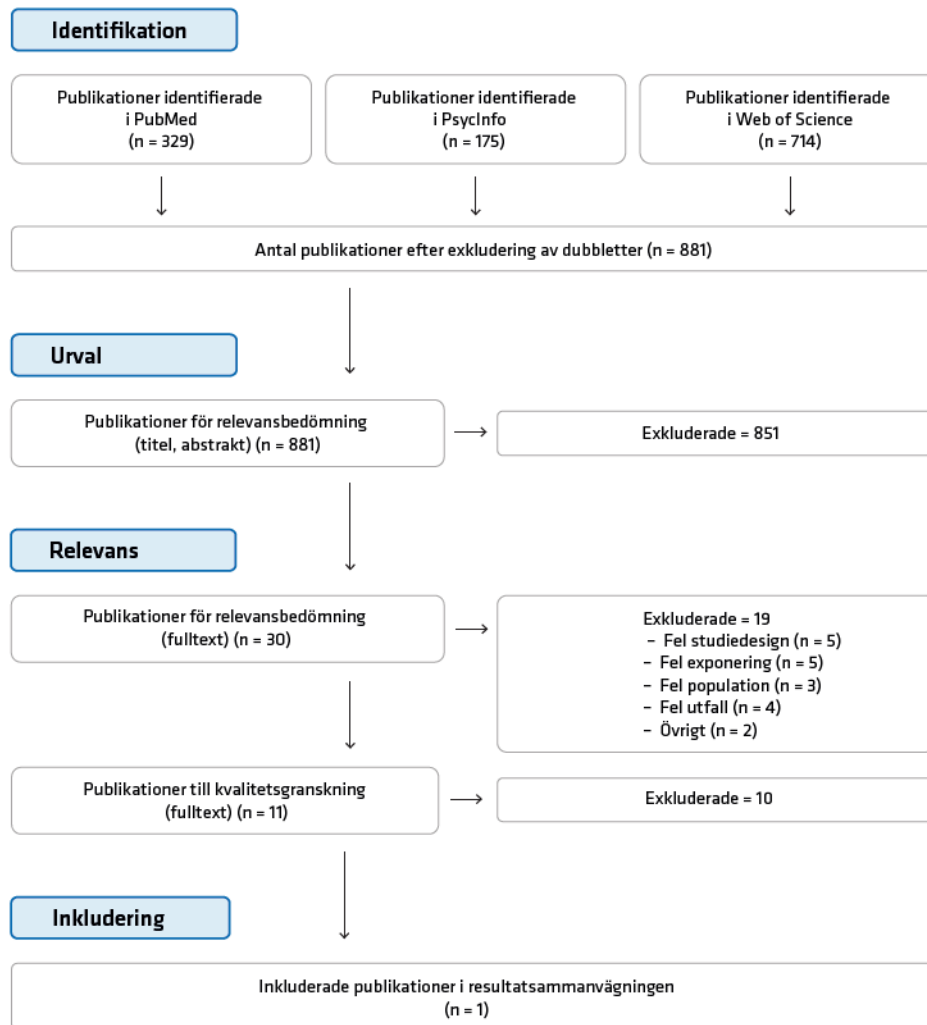 Identifikation
Publikationer identifierade
i PubMed
(n = 329)
Publikationer identifierade
i PsycInfo
(n = 175)
Publikationer identifierade
i Web of Science
(n = 714)
Antal publikationer efter exkludering av dubbletter (n = 881)
Urval
Publikationer för relevansbedömning
(titel, abstrakt) (n = 881)
Exkluderade = 851
Relevans
Publikationer för relevansbedömning
(fulltext) (n = 30)
Exkluderade = 19
– Fel studiedesign (n = 5)
– Fel exponering (n = 5)
– Fel population (n = 3)
– Fel utfall (n = 4)
– Övrigt (n = 2)
Publikationer till kvalitetsgranskning
(fulltext) (n = 11)
Exkluderade = 10
Inkludering
Inkluderade publikationer i resultatsammanvägningen
(n = 1)